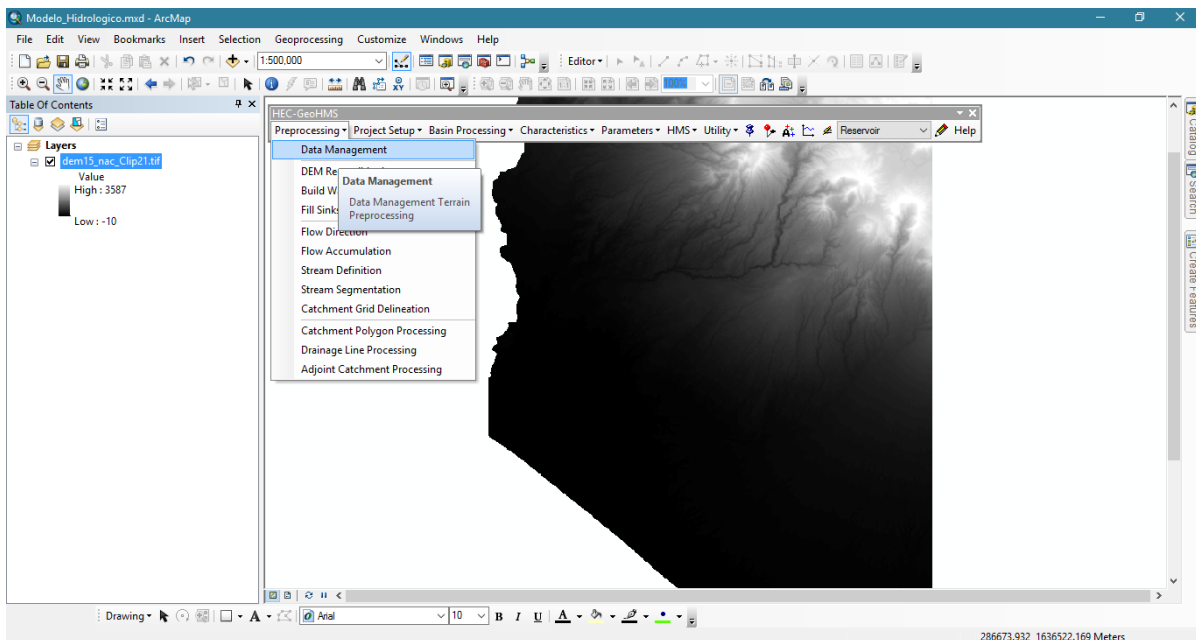 Modelo_Hidrologico.mxd - ArcMap
File Edit View Bookmarks Insert Selection Geoprocessing Customize Windows Help
1:500,000 Editor
100%
Table Of Contents
Layers
dem15_nac_Clip21.tif
Value
High : 3587
Low : -10
HEC-GeoHMS
Preprocessing Project Setup Basin Processing Characteristics Parameters HMS Utility Reservoir Help
Data Management
DEM Re
Build W
Fill Sinks
Flow Direction
Flow Accumulation
Stream Definition
Stream Segmentation
Catchment Grid Delineation
Catchment Polygon Processing
Drainage Line Processing
Adjoint Catchment Processing
Data Management
Data Management Terrain
Preprocessing
Catalog
Search
Create Features
Drawing A Arial 10 B I U A
286673.932 1636522.169 Meters